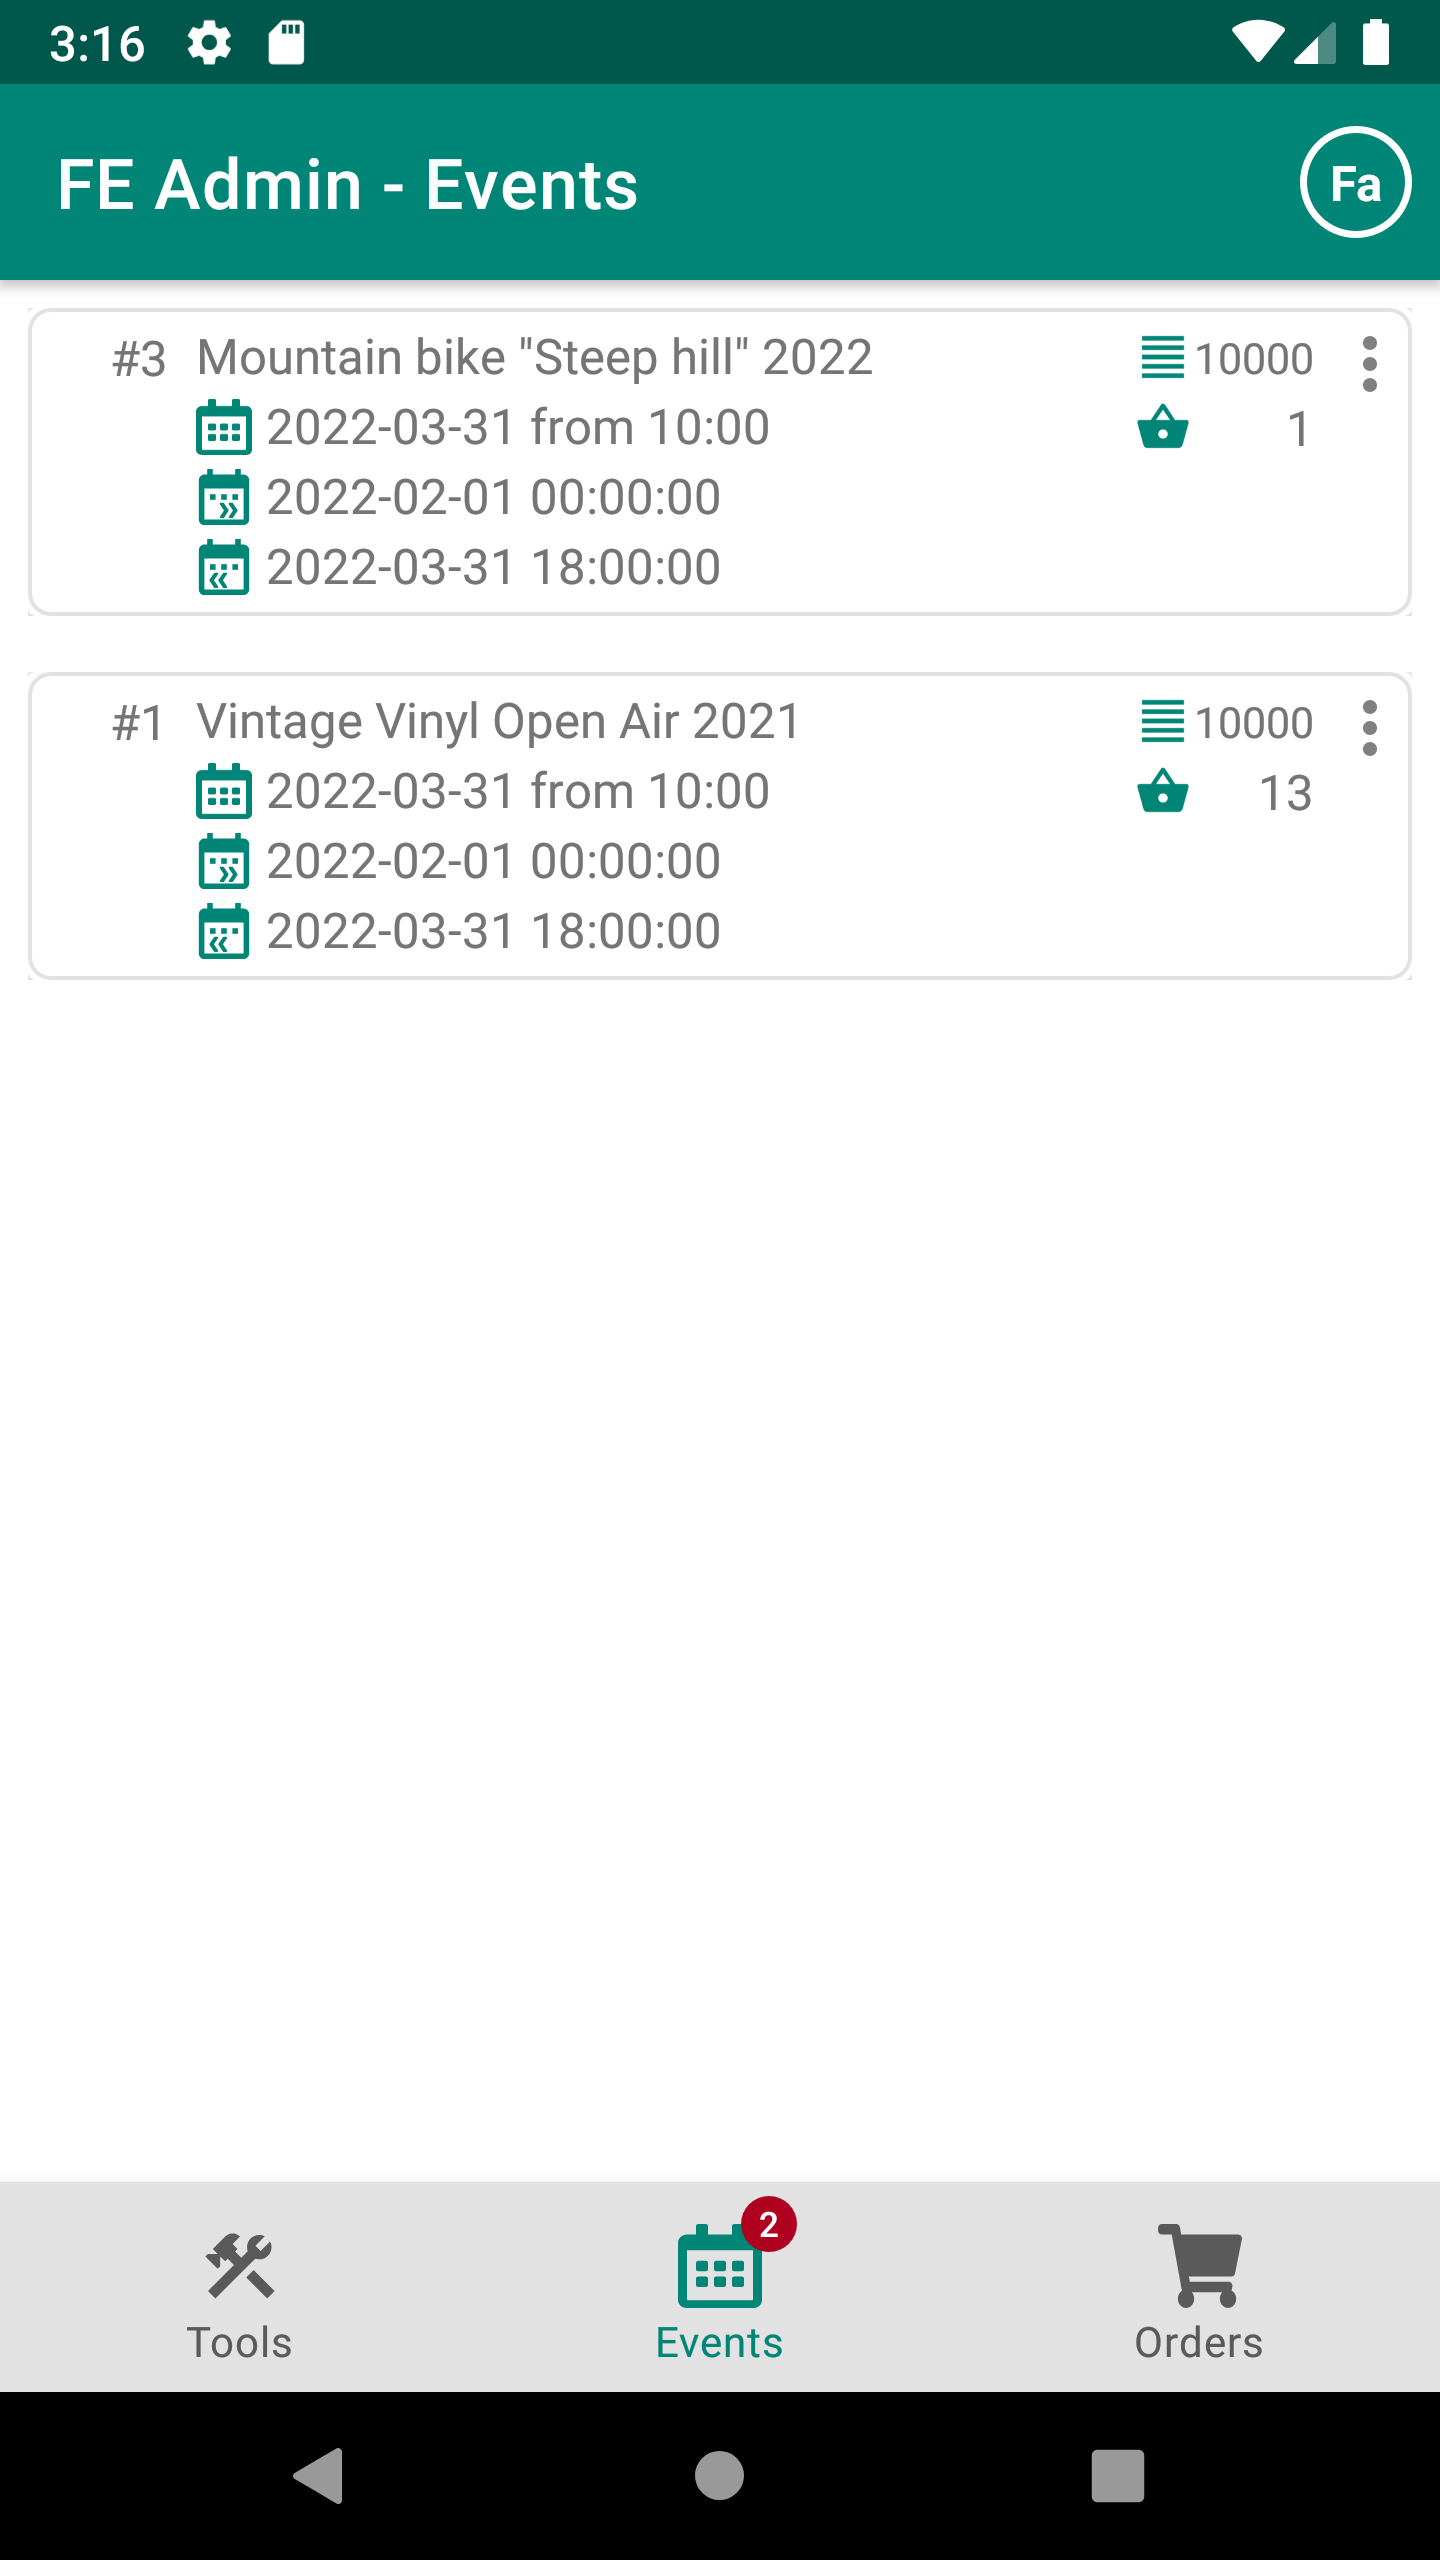 3:16
FE Admin - Events
Fa
#3 Mountain bike "Steep hill" 2022 10000
2022-03-31 from 10:00 1
2022-02-01 00:00:00
2022-03-31 18:00:00
#1 Vintage Vinyl Open Air 2021 10000
2022-03-31 from 10:00 13
2022-02-01 00:00:00
2022-03-31 18:00:00
2
Tools Events Orders